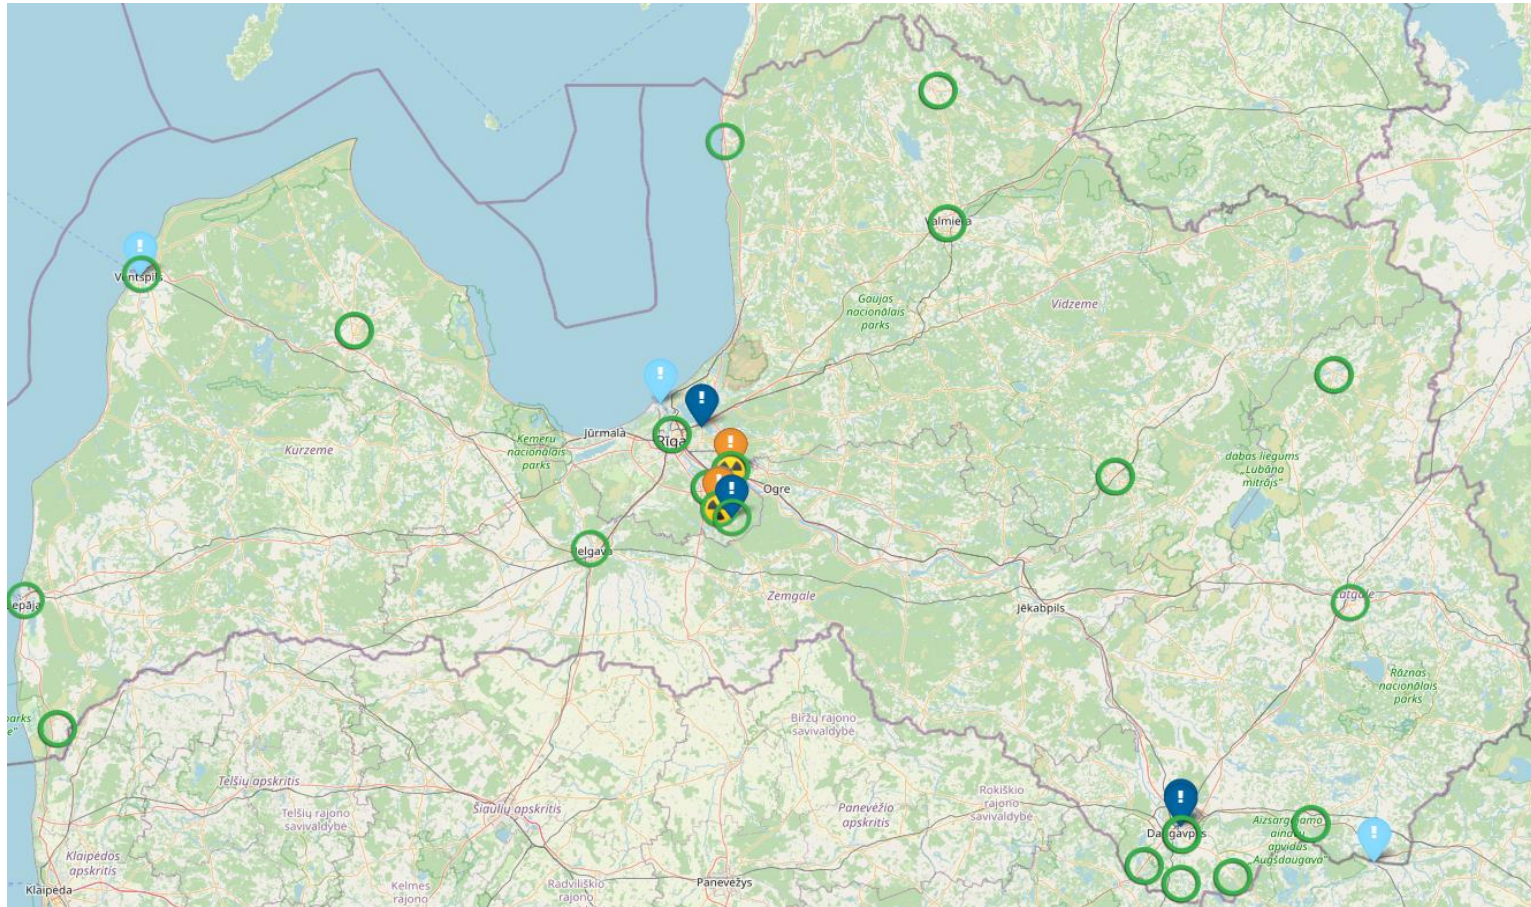 Valmiera
Ventspils
Gaujas
nacionālais
parks
Vidzeme
Jūrmala
Rīga
Ķemeru
nacionālais
parks
Kurzeme
dabas liegums
„Lubāna
mitrājs"
Ogre
Jelgava
Zemgale
Jēkabpils
Latgale
Liepāja
Rāznas
nacionālais
parks
parks
Biržų rajono
savivaldybė
Telšių apskritis
Telšių rajono
savivaldybė
Šiaulių apskritis
Panevėžio
apskritis
Rokiškio
rajono
savivaldybė
Daugavpils
Aizsargājamo
ainavu
apvidus
"Augšdaugava"
Klaipėdos
apskritis
Klaipėda
Kelmės
rajono
Radviliškio
rajono
Panevėžys